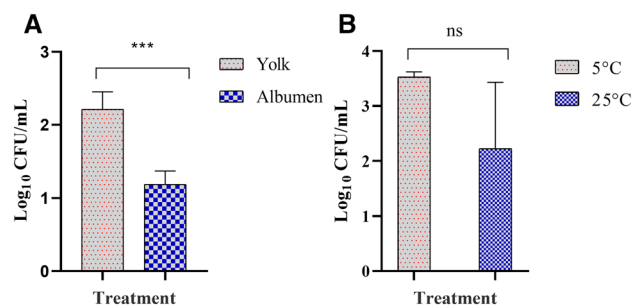 A
***
Yolk
Albumen
3
2
1
0
Log10 CFU/mL
Treatment
B
ns
5°C
25°C
4
3
2
1
0
Log10 CFU/mL
Treatment